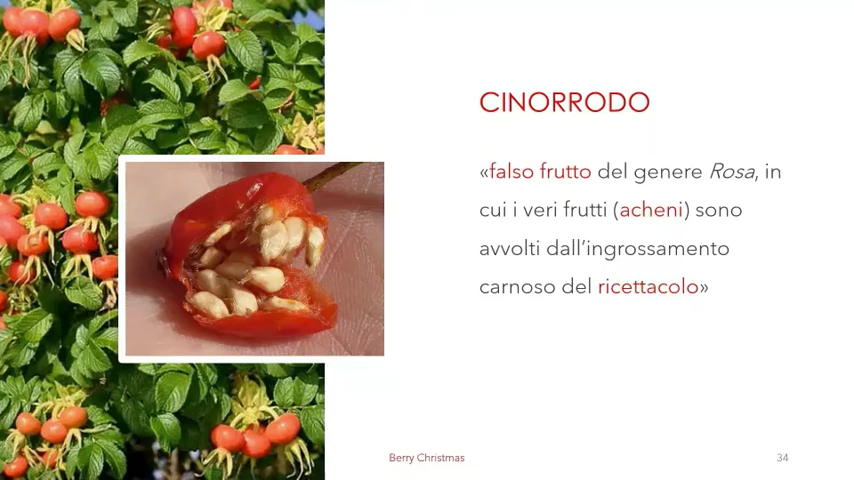 CINORRODO
«falso frutto del genere Rosa, in
cui i veri frutti (acheni) sono
avvolti dall’ingrossamento
carnoso del ricettacolo»
Berry Christmas
34